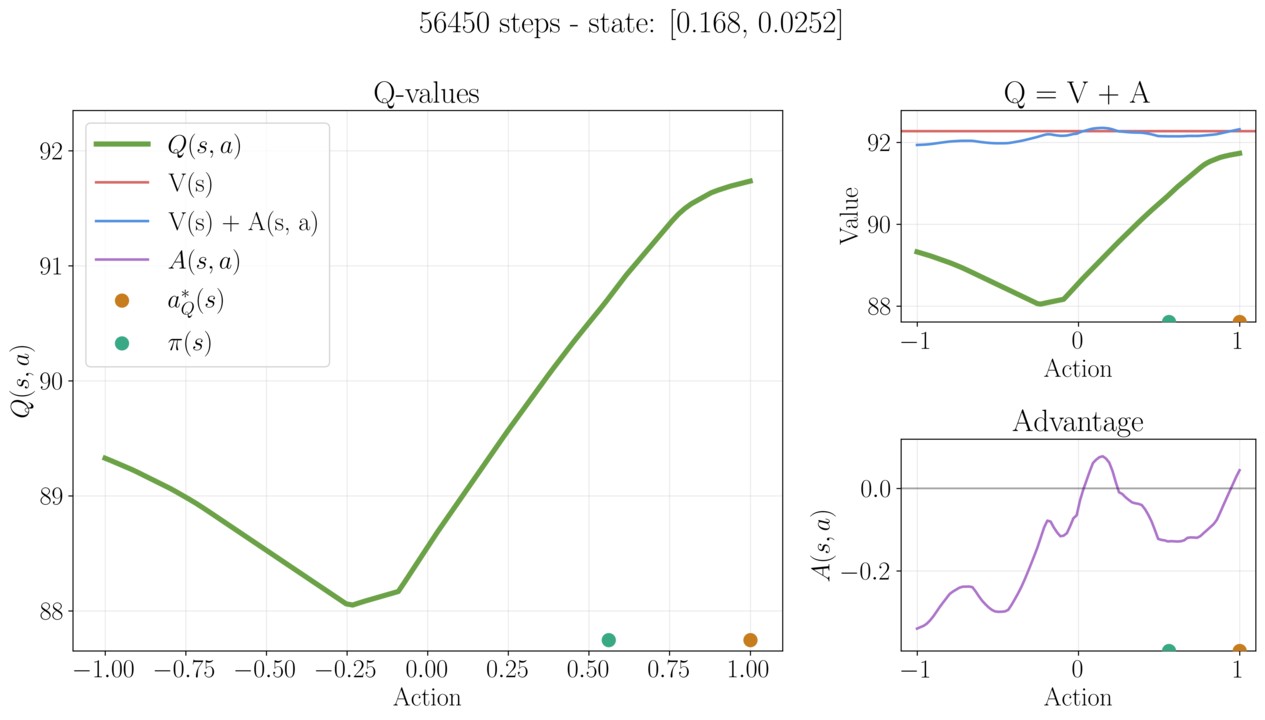 56450 steps - state: [0.168, 0.0252]
Q-values
92
91
90
89
88
Q(s, a)
−1.00 −0.75 −0.50 −0.25 0.00 0.25 0.50 0.75 1.00
Action
Q(s, a)
V(s)
V(s) + A(s, a)
A(s, a)
a*Q(s)
π(s)
Q = V + A
92
90
88
Value
−1 0 1
Action
Advantage
0.0
−0.2
A(s, a)
−1 0 1
Action